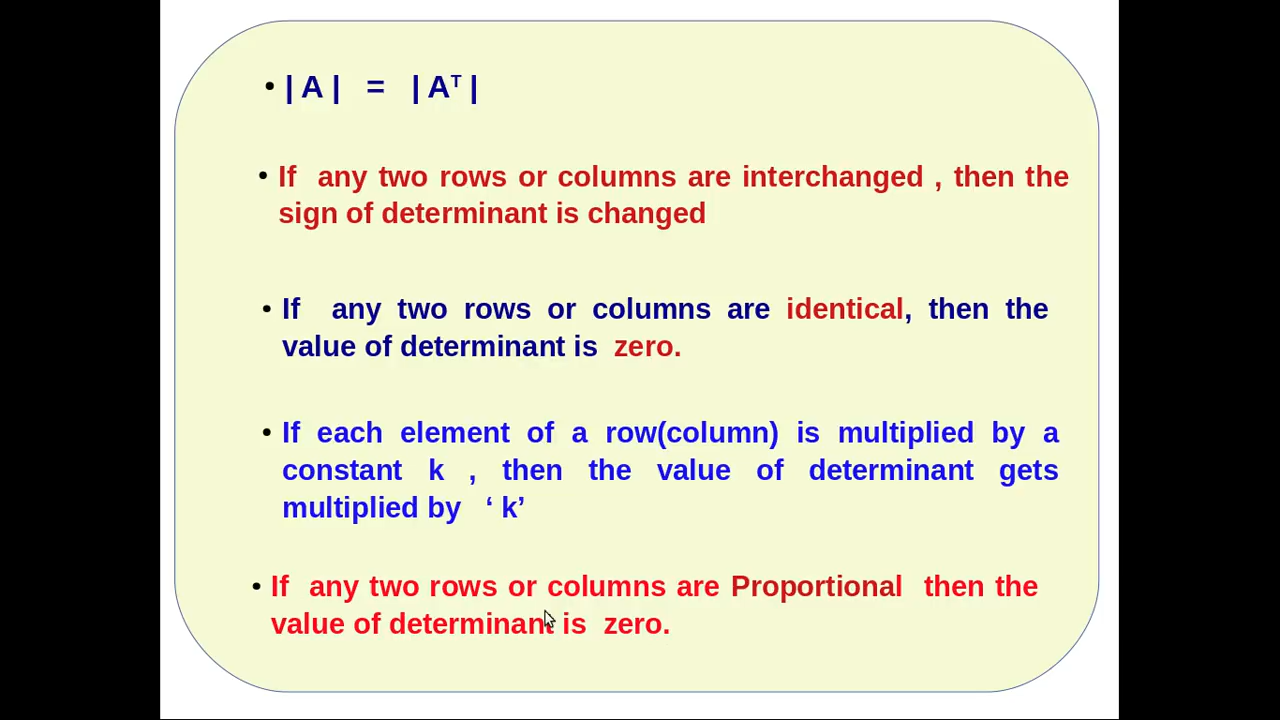 • | A | = | Aᵀ |
• If any two rows or columns are interchanged , then the
sign of determinant is changed
• If any two rows or columns are identical, then the
value of determinant is zero.
• If each element of a row(column) is multiplied by a
constant k , then the value of determinant gets
multiplied by ‘ k’
• If any two rows or columns are Proportional then the
value of determinant is zero.